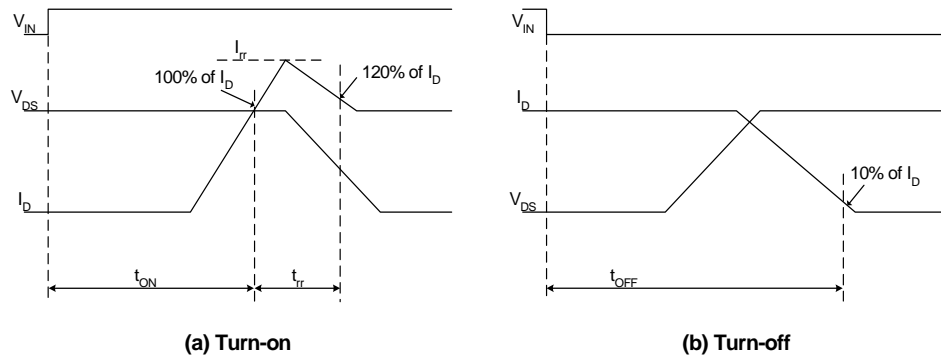 V_IN
I_rr
100% of I_D
120% of I_D
V_DS
I_D
t_ON
t_rr
(a) Turn-on
V_IN
I_D
10% of I_D
V_DS
t_OFF
(b) Turn-off